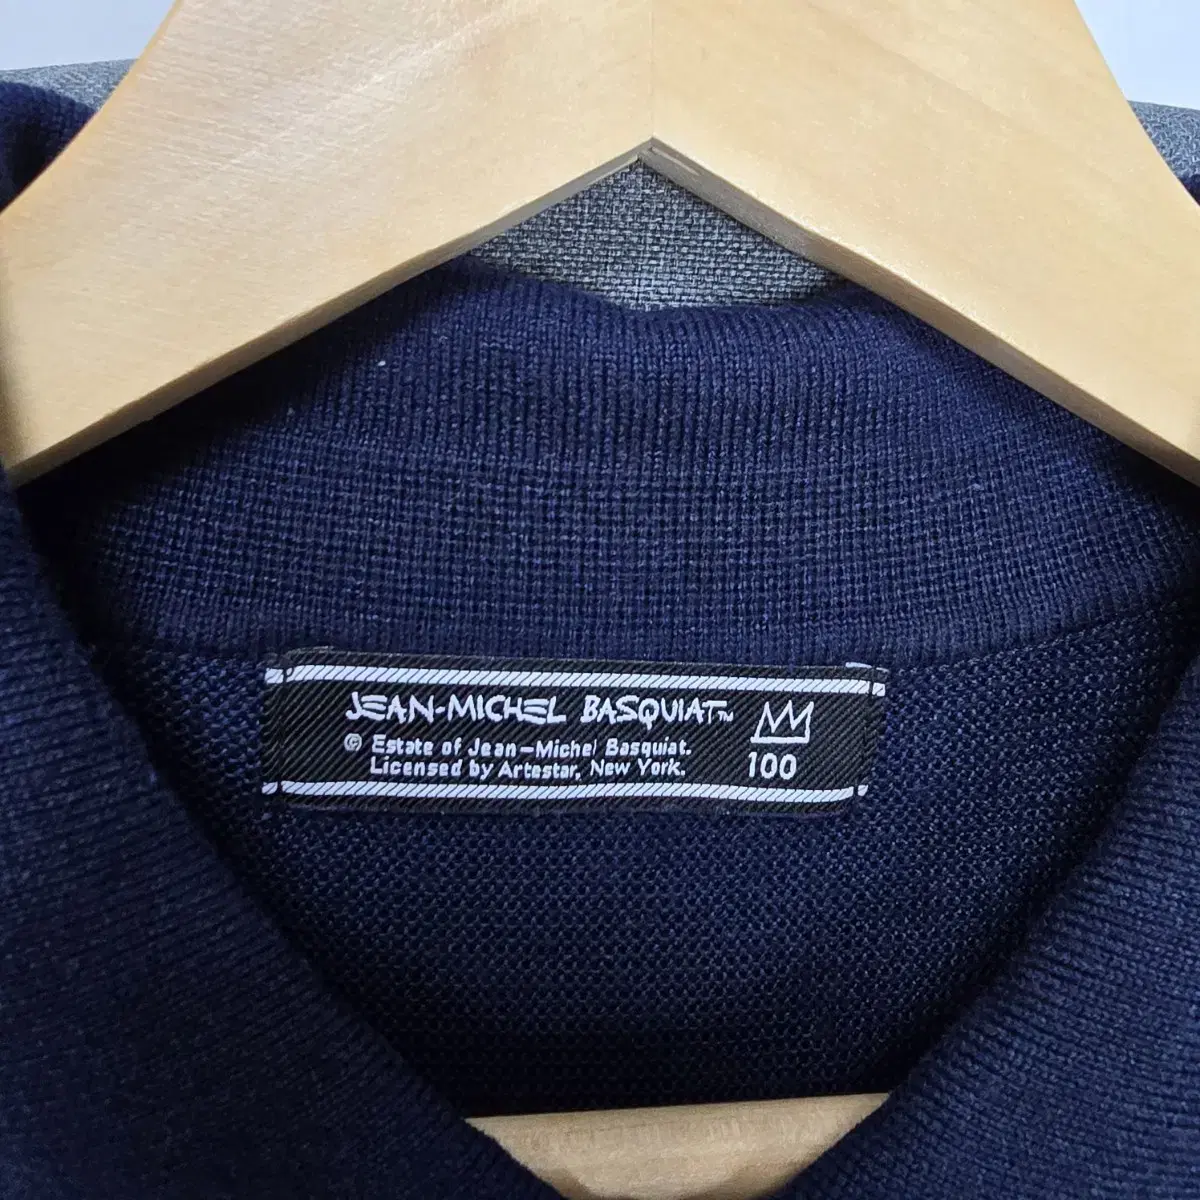 JEAN-MICHEL BASQUIAT™
© Estate of Jean-Michel Basquiat.
Licensed by Artestar, New York.
100